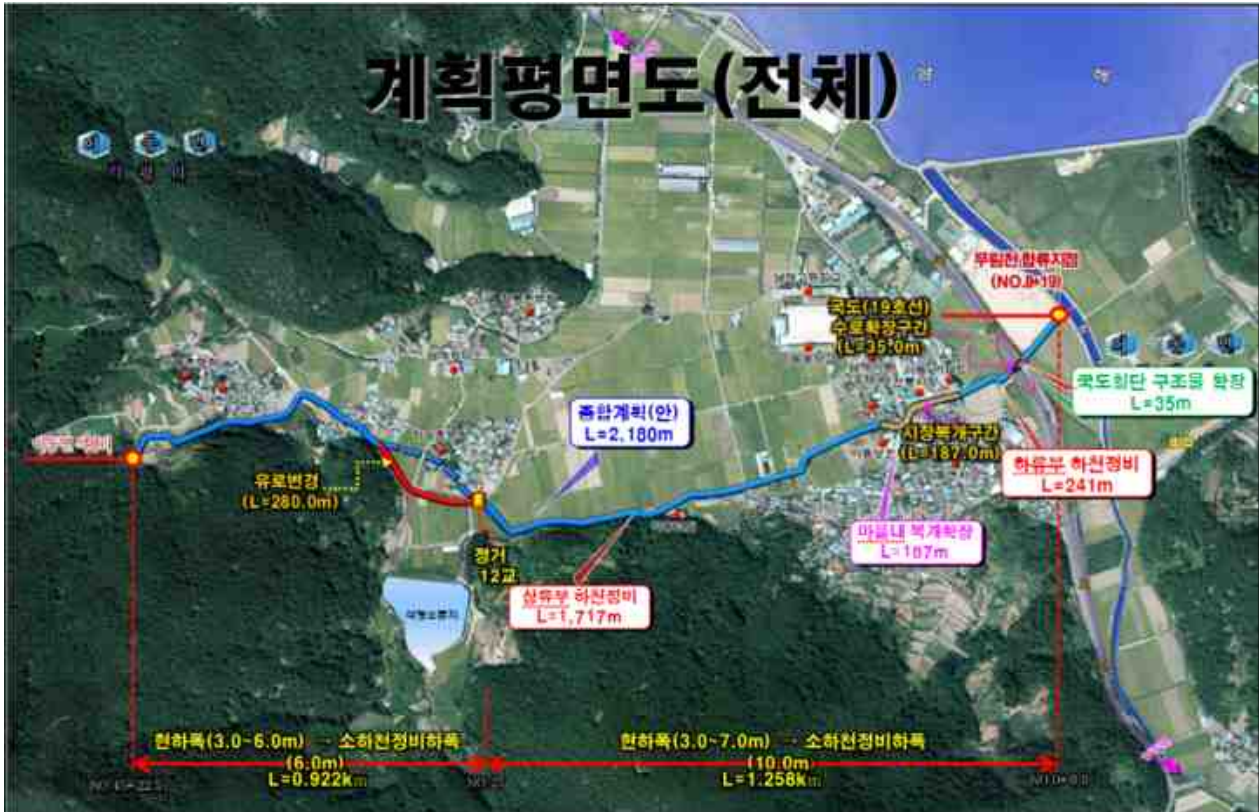 계획평면도(전체)
남 해
무림천 합류지점
국도(19호선)
수로확장구간
(L=35.0m
국도횡단 구조물 확장
L=35m
종합계획(안)
L=2,180m
시장복개구간
(L=187.0m)
하류부 하천정비
L=241m
유로변경
(L=280.0m)
마을내 복개확장
L=187m
정거
12교
상류부 하천정비
L=1,717m
현하폭(3.0~6.0m) → 소하천정비하폭
(6.0m)
L=0.922km
현하폭(3.0~7.0m) → 소하천정비하폭
(10.0m)
L=1.258km